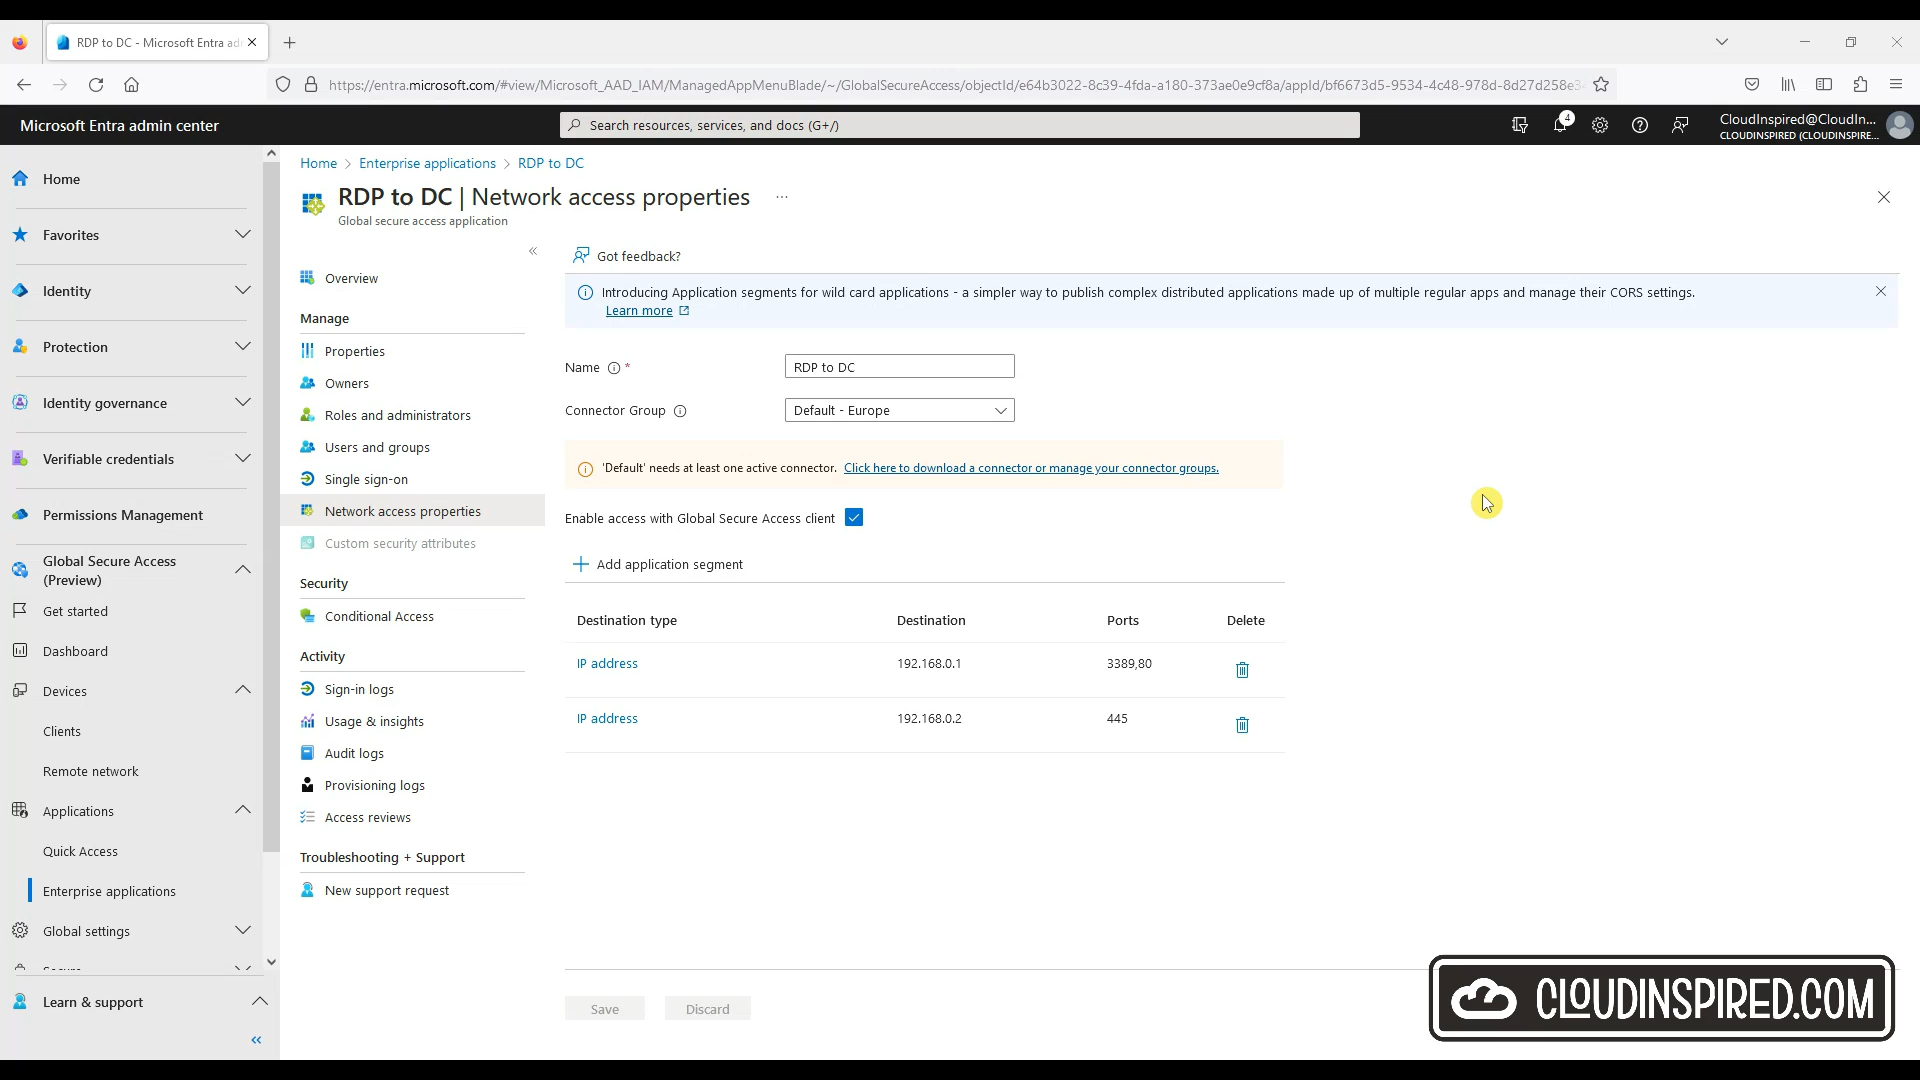 RDP to DC - Microsoft Entra ad
https://entra.microsoft.com/#view/Microsoft_AAD_IAM/ManagedAppMenuBlade/~/GlobalSecureAccess/objectId/e64b3022-8c39-4fda-a180-373ae0e9cf8a/appId/bf6673d5-9534-4c48-978d-8d27d258e3
Microsoft Entra admin center
Search resources, services, and docs (G+/)
4
CloudInspired@CloudIn...
CLOUDINSPIRED (CLOUDINSPIRE...
Home
Favorites
Identity
Protection
Identity governance
Verifiable credentials
Permissions Management
Global Secure Access
(Preview)
Get started
Dashboard
Devices
Clients
Remote network
Applications
Quick Access
Enterprise applications
Global settings
Secure
Learn & support
Home > Enterprise applications > RDP to DC
RDP to DC | Network access properties ...
Global secure access application
Overview
Manage
Properties
Owners
Roles and administrators
Users and groups
Single sign-on
Network access properties
Custom security attributes
Security
Conditional Access
Activity
Sign-in logs
Usage & insights
Audit logs
Provisioning logs
Access reviews
Troubleshooting + Support
New support request
Got feedback?
Introducing Application segments for wild card applications - a simpler way to publish complex distributed applications made up of multiple regular apps and manage their CORS settings.
Learn more
Name * RDP to DC
Connector Group Default - Europe
'Default' needs at least one active connector. Click here to download a connector or manage your connector groups.
Enable access with Global Secure Access client
Add application segment
Destination type Destination Ports Delete
IP address 192.168.0.1 3389,80
IP address 192.168.0.2 445
Save Discard
CLOUDINSPIRED.COM